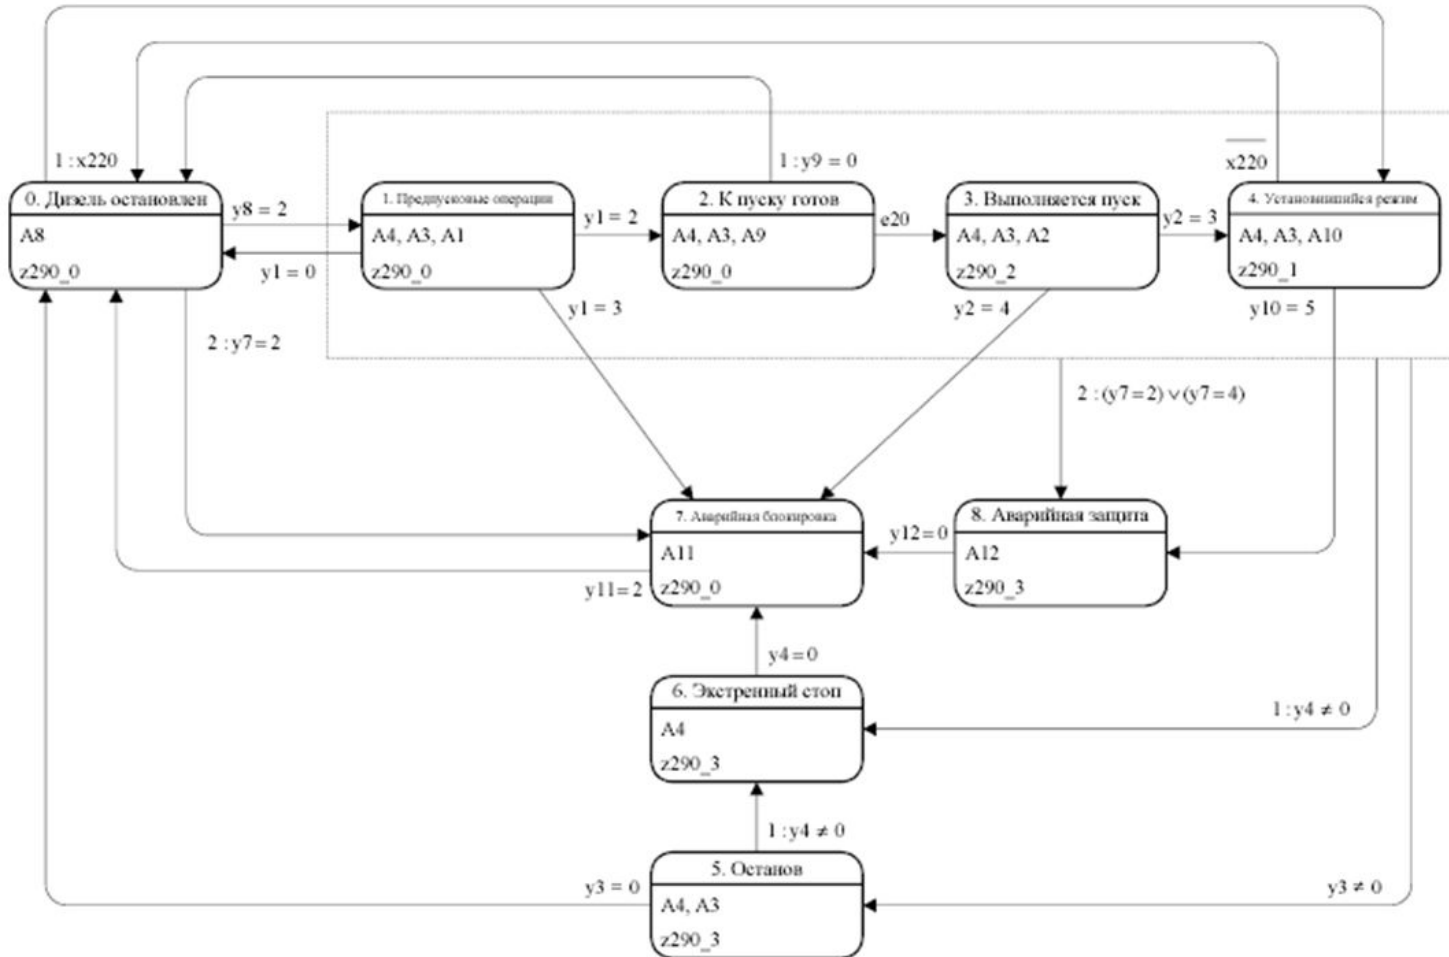 1 : x220
1 : y9 = 0
x220
0. Дизель остановлен
A8
z290_0
y8 = 2
y1 = 0
1. Предпусковые операции
A4, A3, A1
z290_0
y1 = 2
2. К пуску готов
A4, A3, A9
z290_0
e20
3. Выполняется пуск
A4, A3, A2
z290_2
y2 = 3
4. Установившийся режим
A4, A3, A10
z290_1
y1 = 3
y2 = 4
y10 = 5
2 : y7 = 2
2 : (y7 = 2) ∨ (y7 = 4)
7. Аварийная блокировка
A11
z290_0
y12 = 0
8. Аварийная защита
A12
z290_3
y11 = 2
y4 = 0
6. Экстренный стоп
A4
z290_3
1 : y4 ≠ 0
1 : y4 ≠ 0
5. Останов
A4, A3
z290_3
y3 = 0
y3 ≠ 0